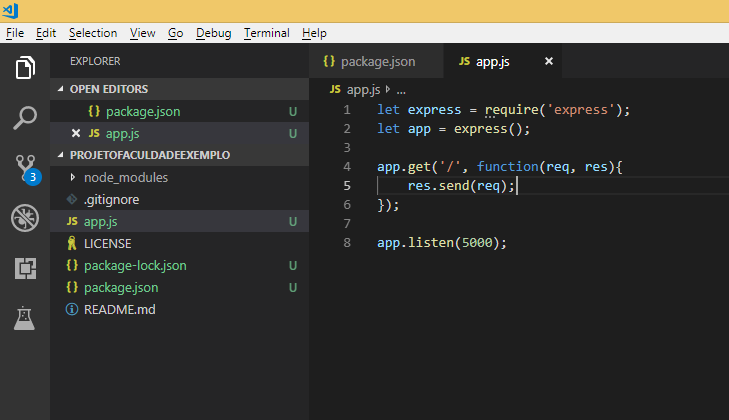 File Edit Selection View Go Debug Terminal Help
EXPLORER
OPEN EDITORS
{} package.json U
JS app.js U
PROJETOFACULDADEEXEMPLO
node_modules
.gitignore
JS app.js U
LICENSE
{} package-lock.json U
{} package.json U
README.md
3
{} package.json JS app.js
JS app.js ...
1 let express = require('express');
2 let app = express();
3
4 app.get('/', function(req, res){
5 res.send(req);
6 });
7
8 app.listen(5000);